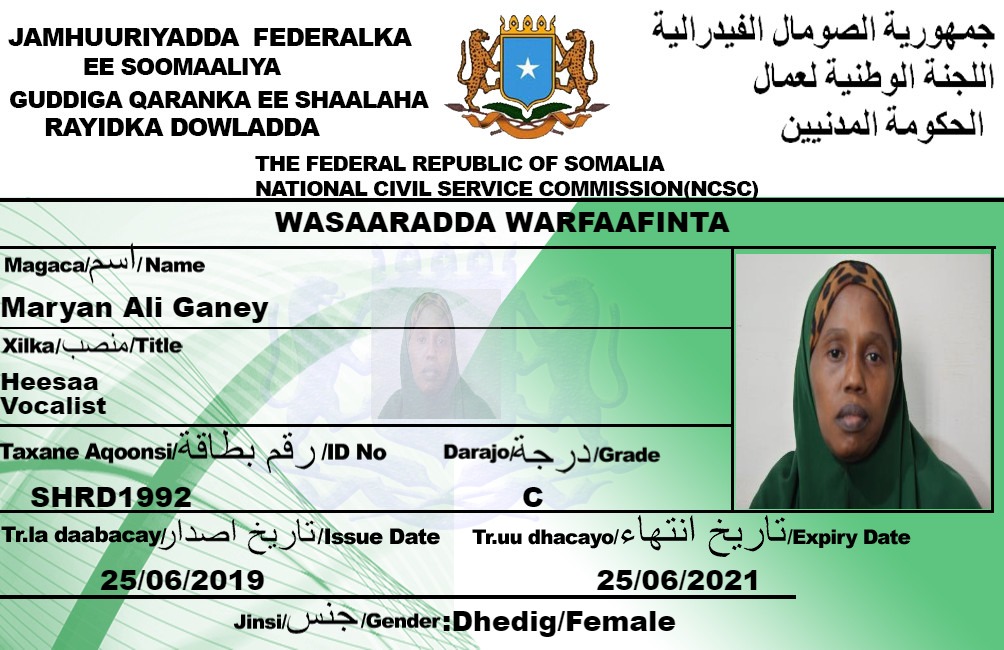 JAMHUURIYADDA FEDERALKA
EE SOOMAALIYA
GUDDIGA QARANKA EE SHAALAHA
RAYIDKA DOWLADDA
جمهورية الصومال الفيدرالية
اللجنة الوطنية لعمال
الحكومة المدنيين
THE FEDERAL REPUBLIC OF SOMALIA
NATIONAL CIVIL SERVICE COMMISSION(NCSC)
WASAARADDA WARFAAFINTA
Magaca/اسم/Name
Maryan Ali Ganey
Xilka/منصب/Title
Heesaa
Vocalist
Taxane Aqoonsi/رقم بطاقة/ID No
SHRD1992
Darajo/درجة/Grade
C
Tr.la daabacay/تاريخ اصدار/Issue Date
25/06/2019
Tr.uu dhacayo/تاريخ انتهاء/Expiry Date
25/06/2021
Jinsi/جنس/Gender:Dhedig/Female